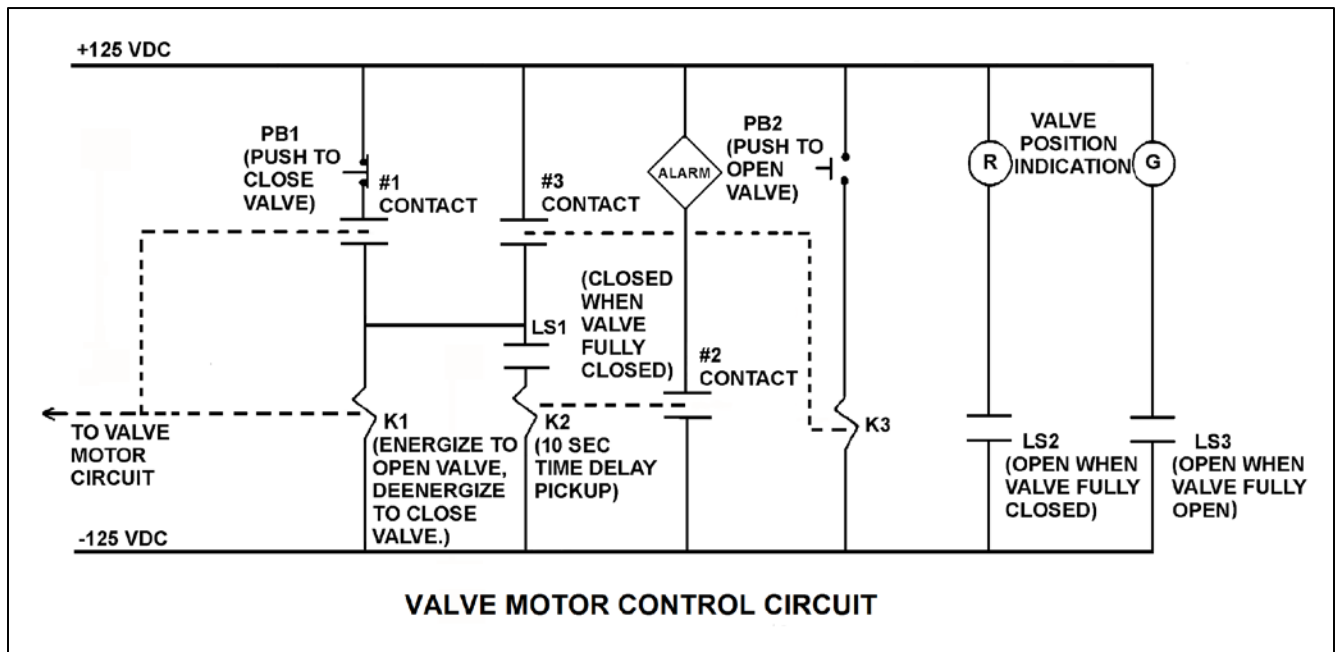 +125 VDC
PB1
(PUSH TO
CLOSE
VALVE)
#1
CONTACT
#3
CONTACT
ALARM
PB2
(PUSH TO
OPEN
VALVE)
R
VALVE
POSITION
INDICATION
G
LS1
(CLOSED
WHEN
VALVE
FULLY
CLOSED)
#2
CONTACT
TO VALVE
MOTOR
CIRCUIT
K1
(ENERGIZE TO
OPEN VALVE,
DEENERGIZE
TO CLOSE
VALVE.)
K2
(10 SEC
TIME DELAY
PICKUP)
K3
LS2
(OPEN WHEN
VALVE FULLY
CLOSED)
LS3
(OPEN WHEN
VALVE FULLY
OPEN)
-125 VDC
VALVE MOTOR CONTROL CIRCUIT